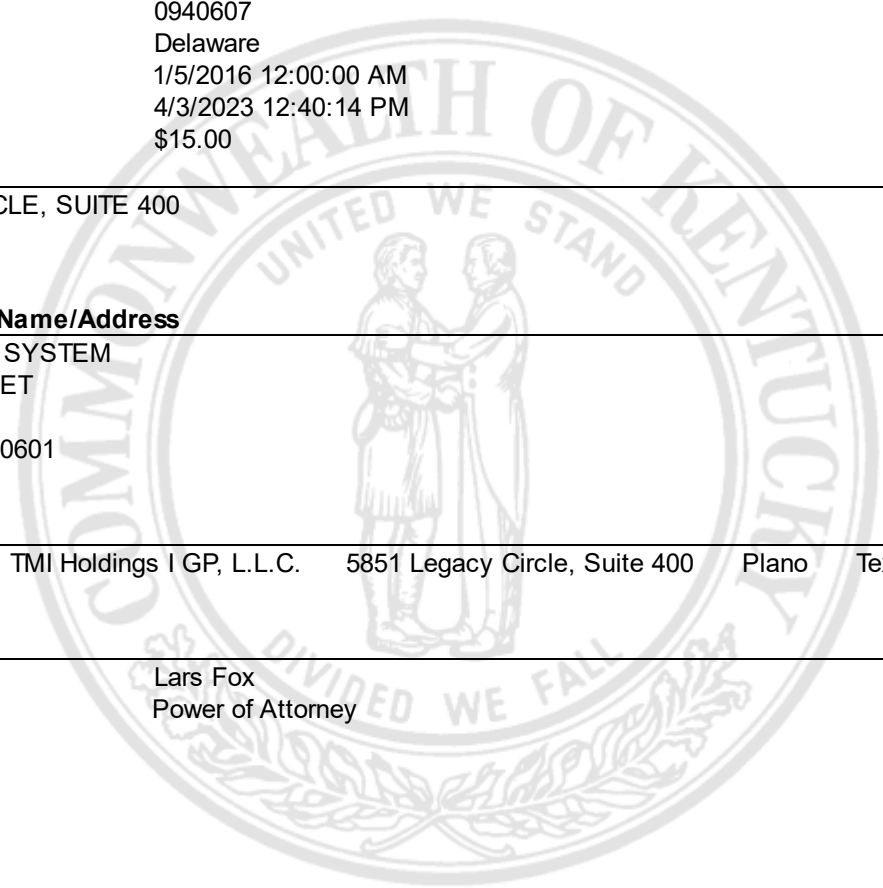 0940607
Delaware
1/5/2016 12:00:00 AM
4/3/2023 12:40:14 PM
$15.00
CLE, SUITE 400
Name/Address
SYSTEM
ET
0601
TMI Holdings I GP, L.L.C. 5851 Legacy Circle, Suite 400 Plano Te
Lars Fox
Power of Attorney
COMMONWEALTH OF KENTUCKY
UNITED WE STAND
DIVIDED WE FALL